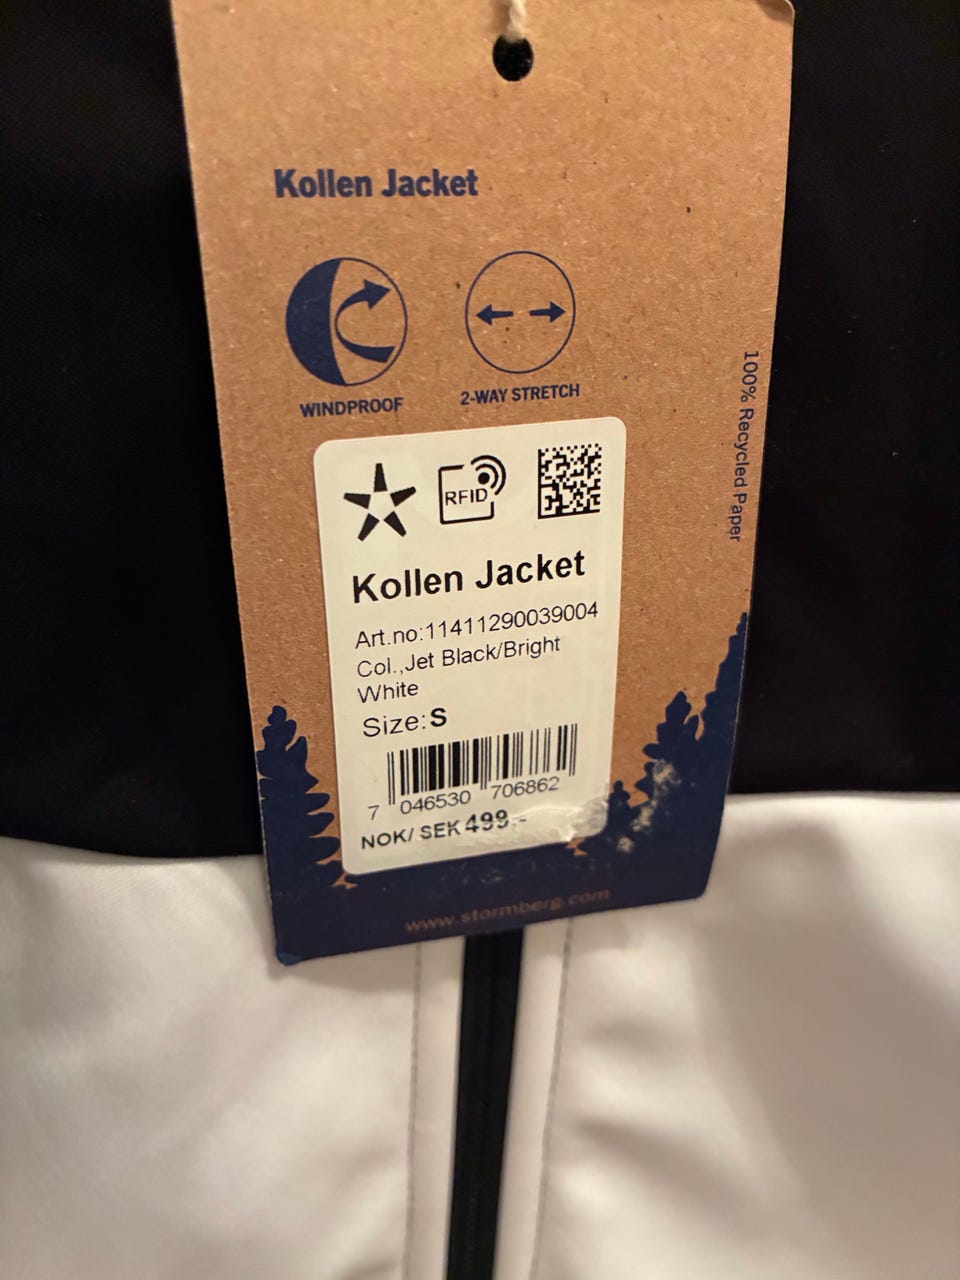 Kollen Jacket
WINDPROOF
2-WAY STRETCH
100% Recycled Paper
RFID
Kollen Jacket
Art.no:11411290039004
Col.,Jet Black/Bright
White
Size:S
7 046530 706862
NOK/ SEK 499.-
www.stormberg.com